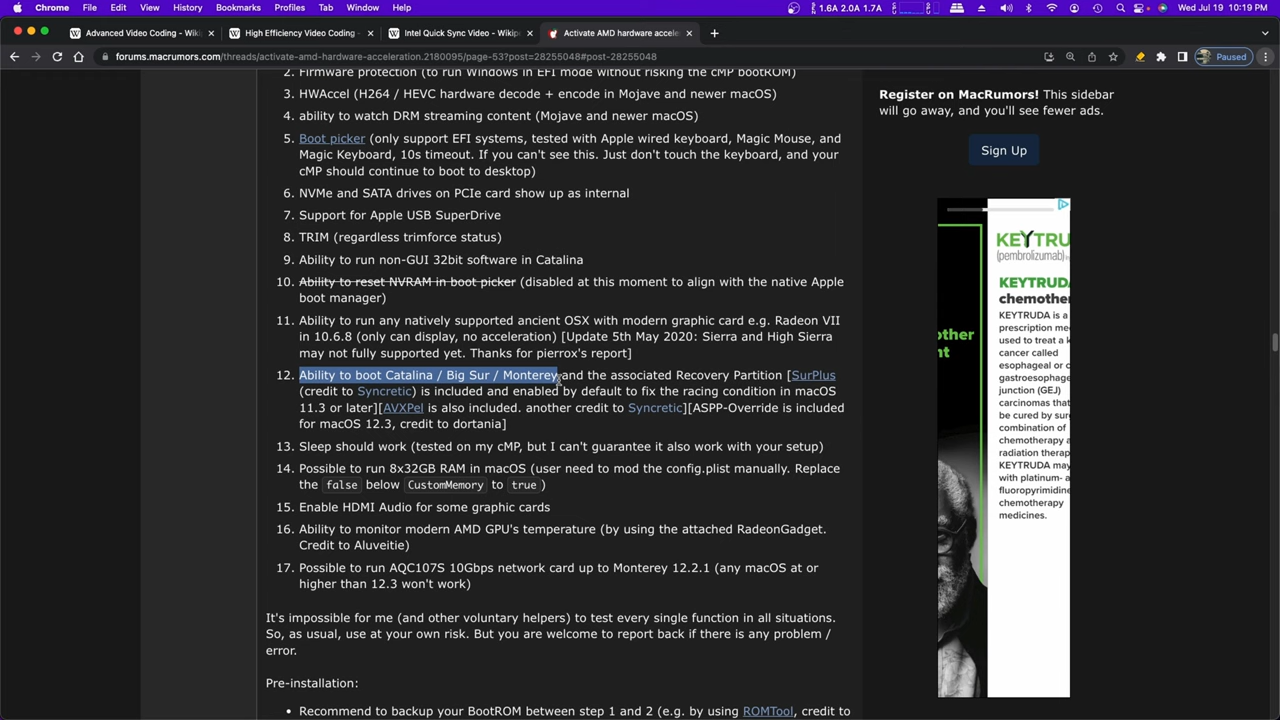 Chrome File Edit View History Bookmarks Profiles Tab Window Help 1.6A 2.0A 1.7A Wed Jul 19 10:19 PM
Advanced Video Coding - Wiki High Efficiency Video Coding - Intel Quick Sync Video - Wikipe Activate AMD hardware accele
forums.macrumors.com/threads/activate-amd-hardware-acceleration.2180095/page-53?post=28255048#post-28255048 Paused
2. Firmware protection (to run Windows in EFI mode without risking the cMP bootROM)
3. HWAccel (H264 / HEVC hardware decode + encode in Mojave and newer macOS)
4. ability to watch DRM streaming content (Mojave and newer macOS)
5. Boot picker (only support EFI systems, tested with Apple wired keyboard, Magic Mouse, and
Magic Keyboard, 10s timeout. If you can't see this. Just don't touch the keyboard, and your
cMP should continue to boot to desktop)
6. NVMe and SATA drives on PCIe card show up as internal
7. Support for Apple USB SuperDrive
8. TRIM (regardless trimforce status)
9. Ability to run non-GUI 32bit software in Catalina
10. Ability to reset NVRAM in boot picker (disabled at this moment to align with the native Apple
boot manager)
11. Ability to run any natively supported ancient OSX with modern graphic card e.g. Radeon VII
in 10.6.8 (only can display, no acceleration) [Update 5th May 2020: Sierra and High Sierra
may not fully supported yet. Thanks for pierrox's report]
12. Ability to boot Catalina / Big Sur / Monterey and the associated Recovery Partition [SurPlus
(credit to Syncretic) is included and enabled by default to fix the racing condition in macOS
11.3 or later][AVXPel is also included. another credit to Syncretic][ASPP-Override is included
for macOS 12.3, credit to dortania]
13. Sleep should work (tested on my cMP, but I can't guarantee it also work with your setup)
14. Possible to run 8x32GB RAM in macOS (user need to mod the config.plist manually. Replace
the false below CustomMemory to true)
15. Enable HDMI Audio for some graphic cards
16. Ability to monitor modern AMD GPU's temperature (by using the attached RadeonGadget.
Credit to Aluveitie)
17. Possible to run AQC107S 10Gbps network card up to Monterey 12.2.1 (any macOS at or
higher than 12.3 won't work)
It's impossible for me (and other voluntary helpers) to test every single function in all situations.
So, as usual, use at your own risk. But you are welcome to report back if there is any problem /
error.
Pre-installation:
• Recommend to backup your BootROM between step 1 and 2 (e.g. by using ROMTool, credit to
Register on MacRumors! This sidebar
will go away, and you'll see fewer ads.
Sign Up
KEYTRU
(pembrolizumab)
KEYTRUDA
chemothe
KEYTRUDA is a
prescription me
used to treat a k
cancer called
esophageal or
gastroesophage
junction (GEJ)
carcinomas that
be cured by surg
combination of
chemotherapy a
radiation therap
KEYTRUDA may
with platinum- a
fluoropyrimidine
chemotherapy
medicines.
other
nt